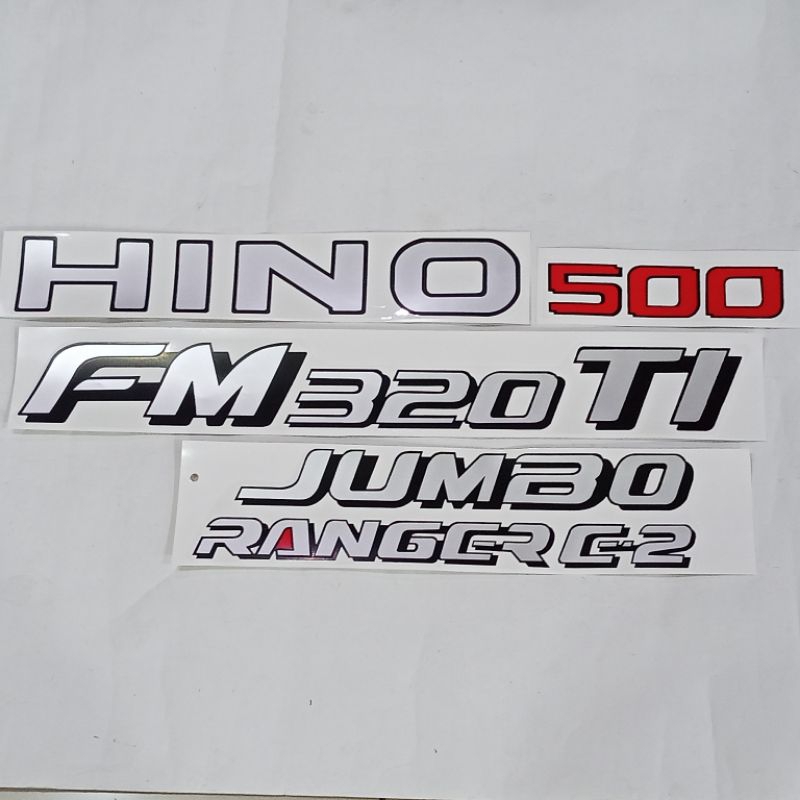 HINO 500
FM 320 TI
JUMBO
RANGER E-2